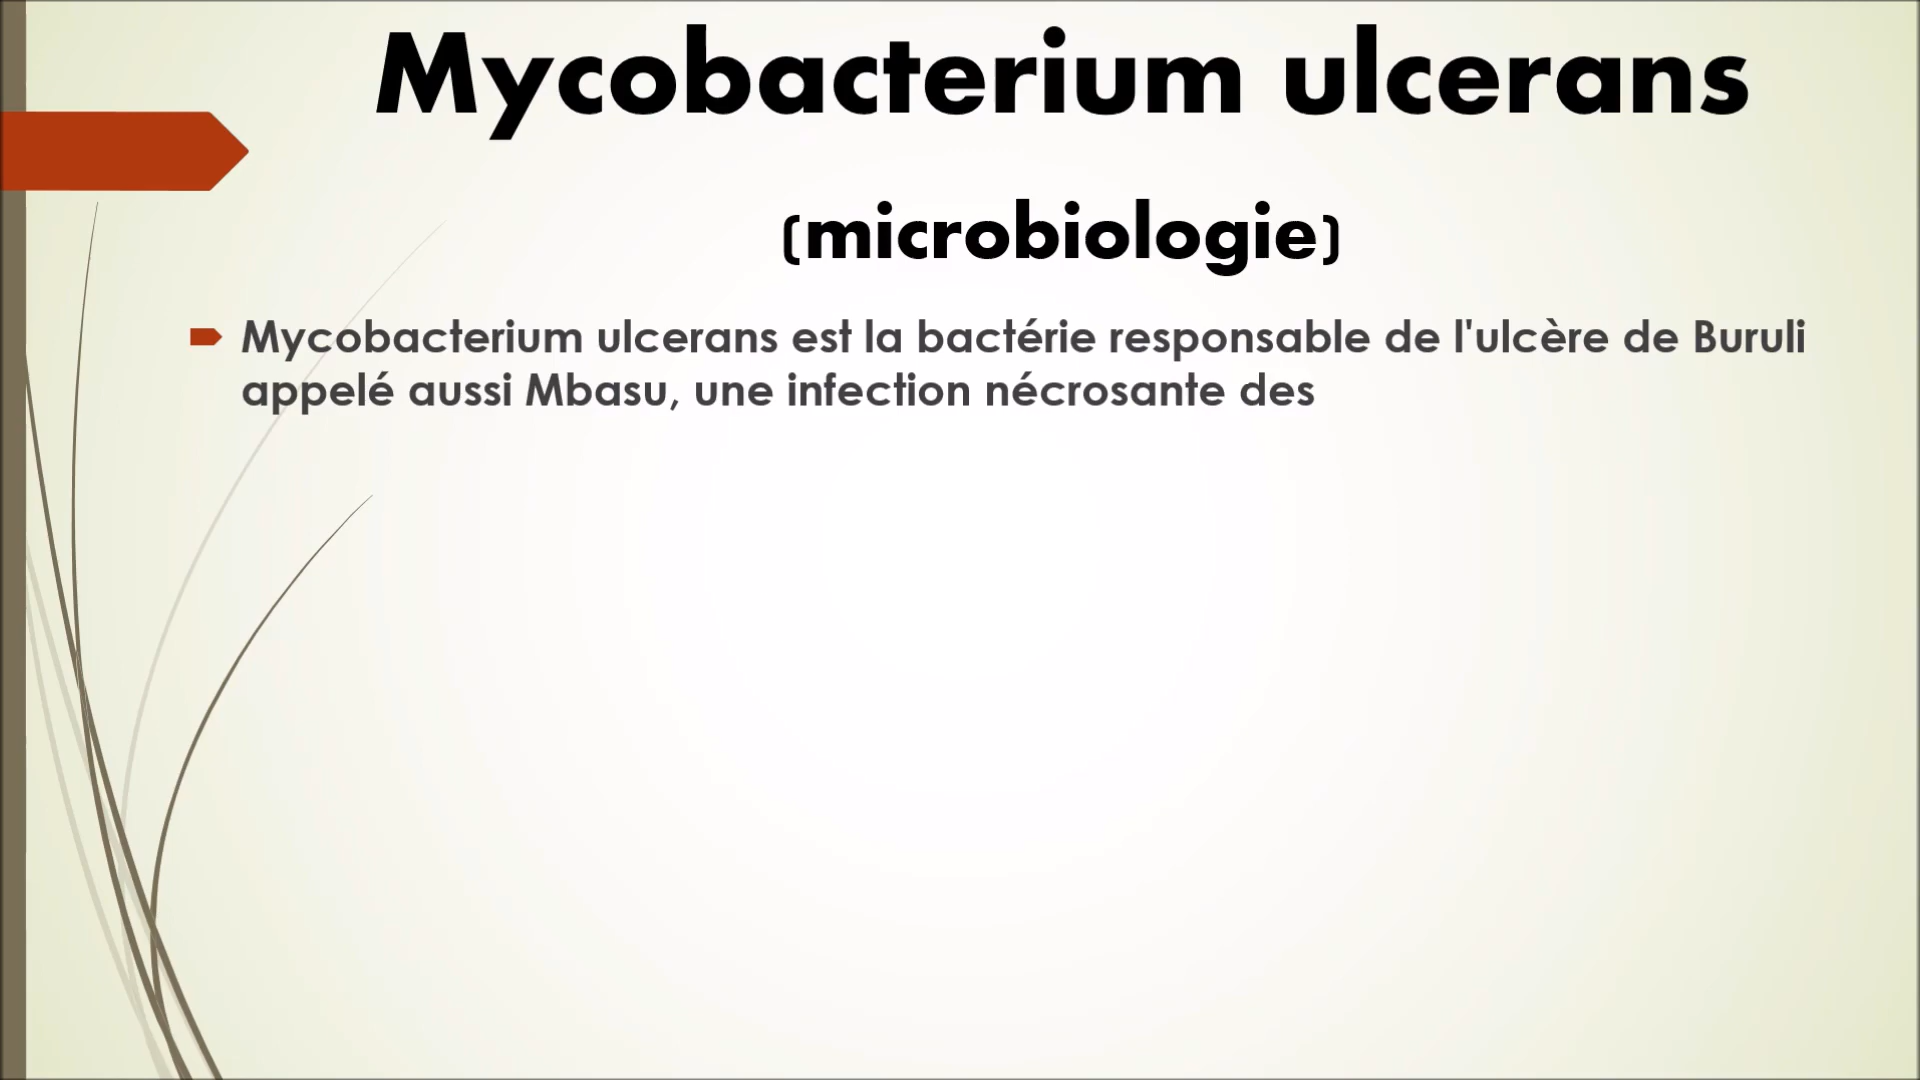 Mycobacterium ulcerans
(microbiologie)
Mycobacterium ulcerans est la bactérie responsable de l'ulcère de Buruli
appelé aussi Mbasu, une infection nécrosante des